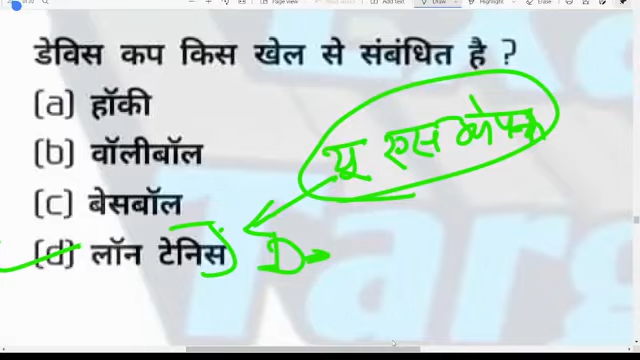 डेविस कप किस खेल से संबंधित है ?
(a) हॉकी
यू एस ओपन
(b) वॉलीबॉल
(c) बेसबॉल
(d) लॉन टेनिस D